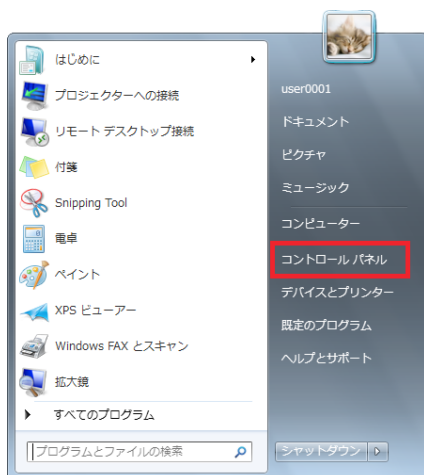 はじめに
プロジェクターへの接続
リモート デスクトップ接続
付箋
Snipping Tool
電卓
ペイント
XPS ビューアー
Windows FAX とスキャン
拡大鏡
すべてのプログラム
プログラムとファイルの検索
user0001
ドキュメント
ピクチャ
ミュージック
コンピューター
コントロール パネル
デバイスとプリンター
既定のプログラム
ヘルプとサポート
シャットダウン